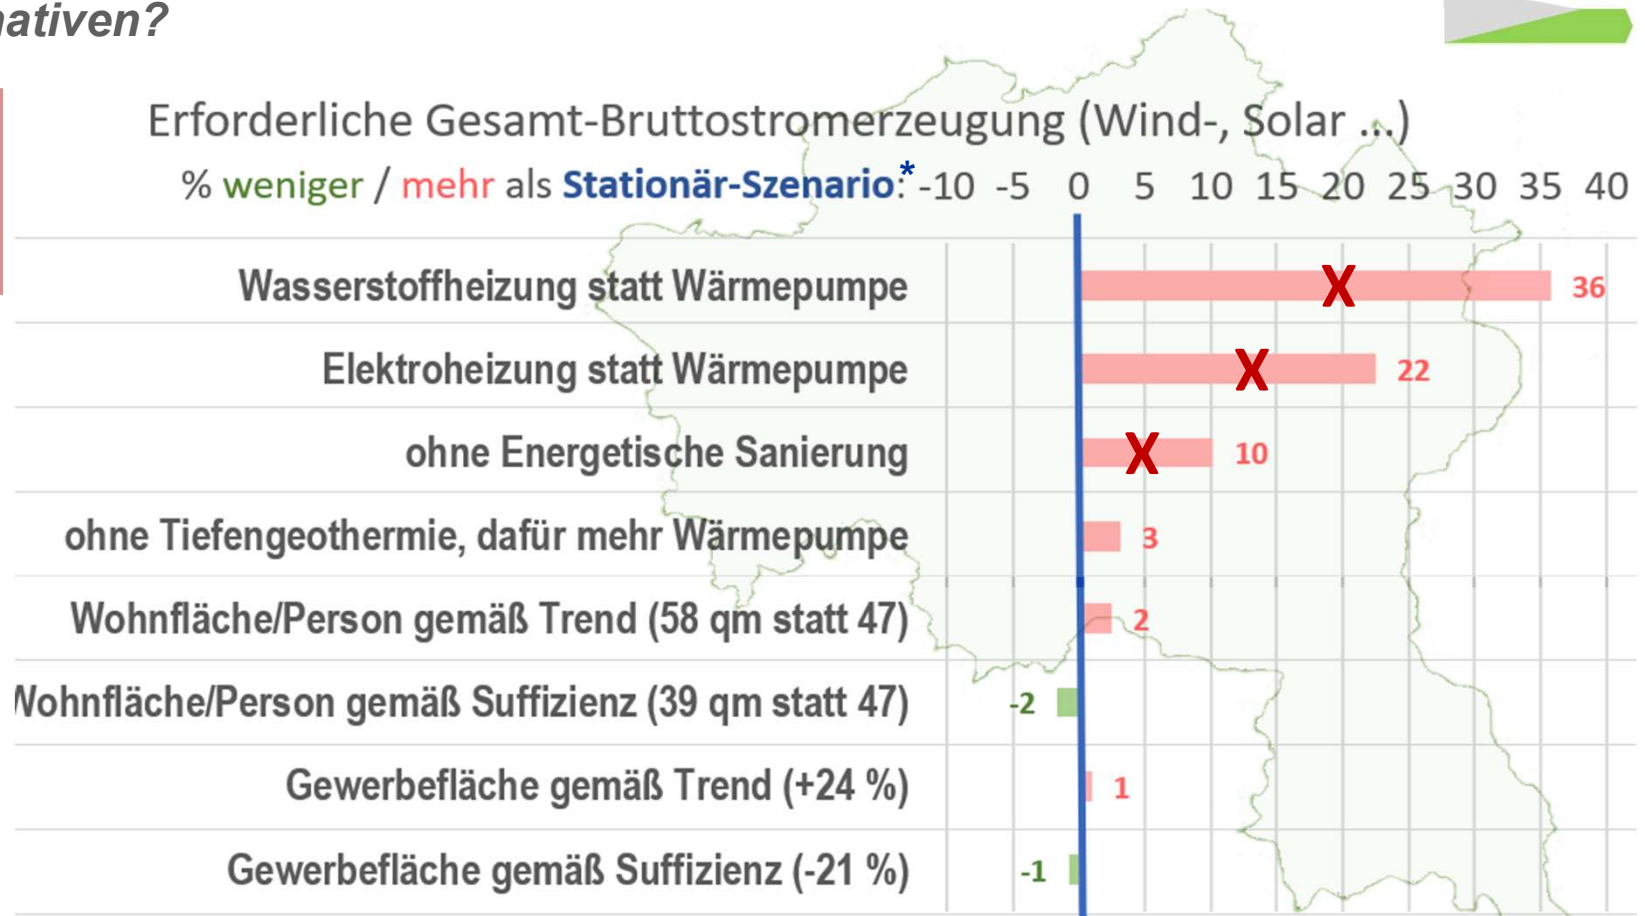 nativen?
Erforderliche Gesamt-Bruttostromerzeugung (Wind-, Solar ...)
% weniger / mehr als Stationär-Szenario:* -10 -5 0 5 10 15 20 25 30 35 40
Wasserstoffheizung statt Wärmepumpe X 36
Elektroheizung statt Wärmepumpe X 22
ohne Energetische Sanierung X 10
ohne Tiefengeothermie, dafür mehr Wärmepumpe 3
Wohnfläche/Person gemäß Trend (58 qm statt 47) 2
Wohnfläche/Person gemäß Suffizienz (39 qm statt 47) -2
Gewerbefläche gemäß Trend (+24 %) 1
Gewerbefläche gemäß Suffizienz (-21 %) -1